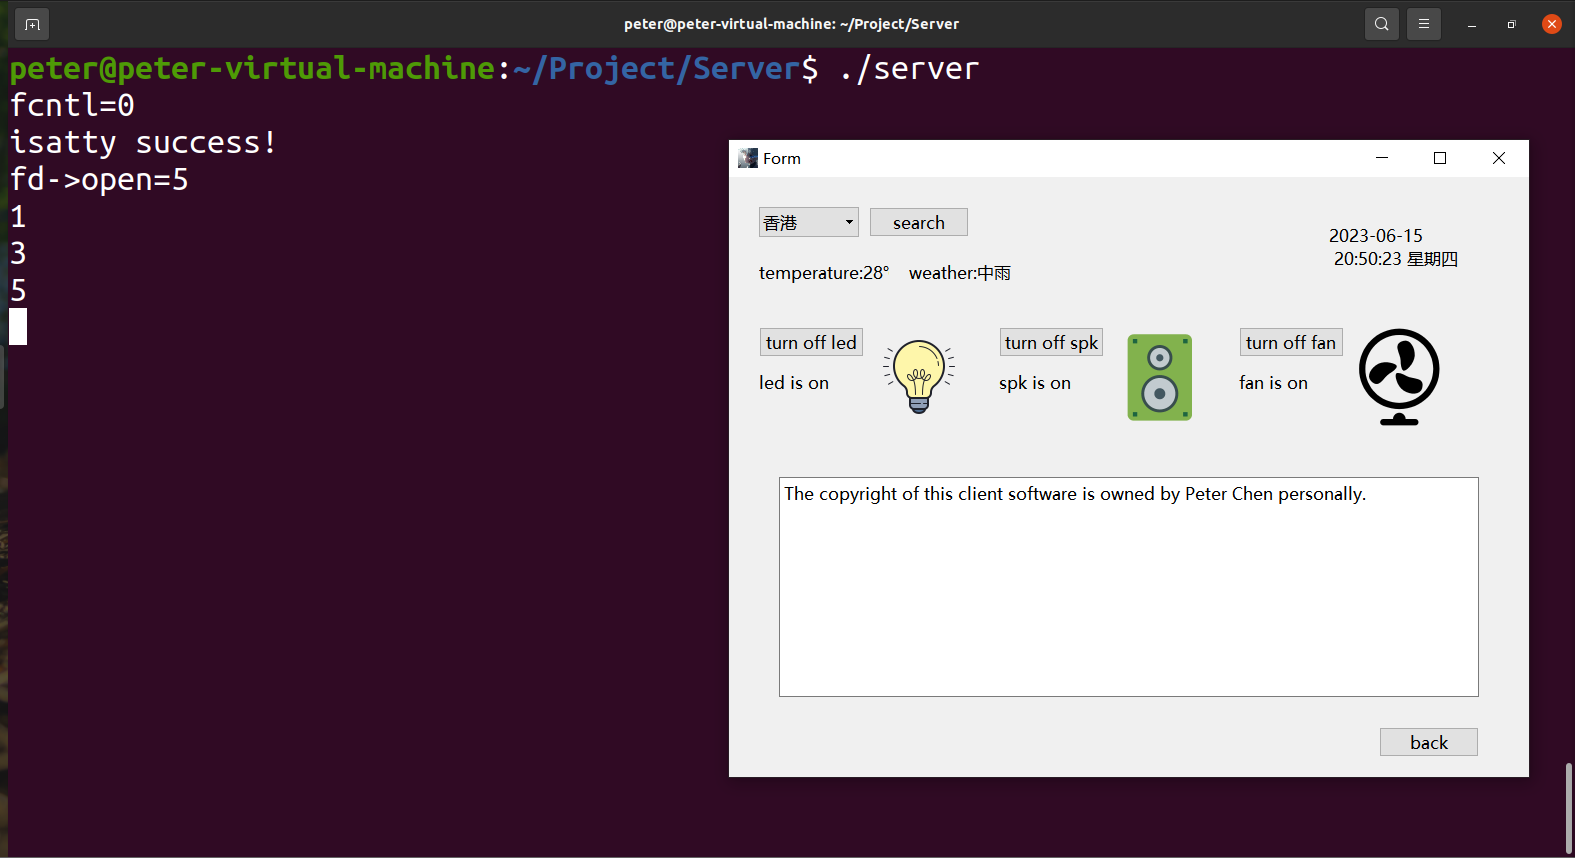 peter@peter-virtual-machine: ~/Project/Server
peter@peter-virtual-machine:~/Project/Server$ ./server
fcntl=0
isatty success!
fd->open=5
1
3
5
Form
香港 search
2023-06-15
20:50:23 星期四
temperature:28° weather:中雨
turn off led turn off spk turn off fan
led is on spk is on fan is on
The copyright of this client software is owned by Peter Chen personally.
back